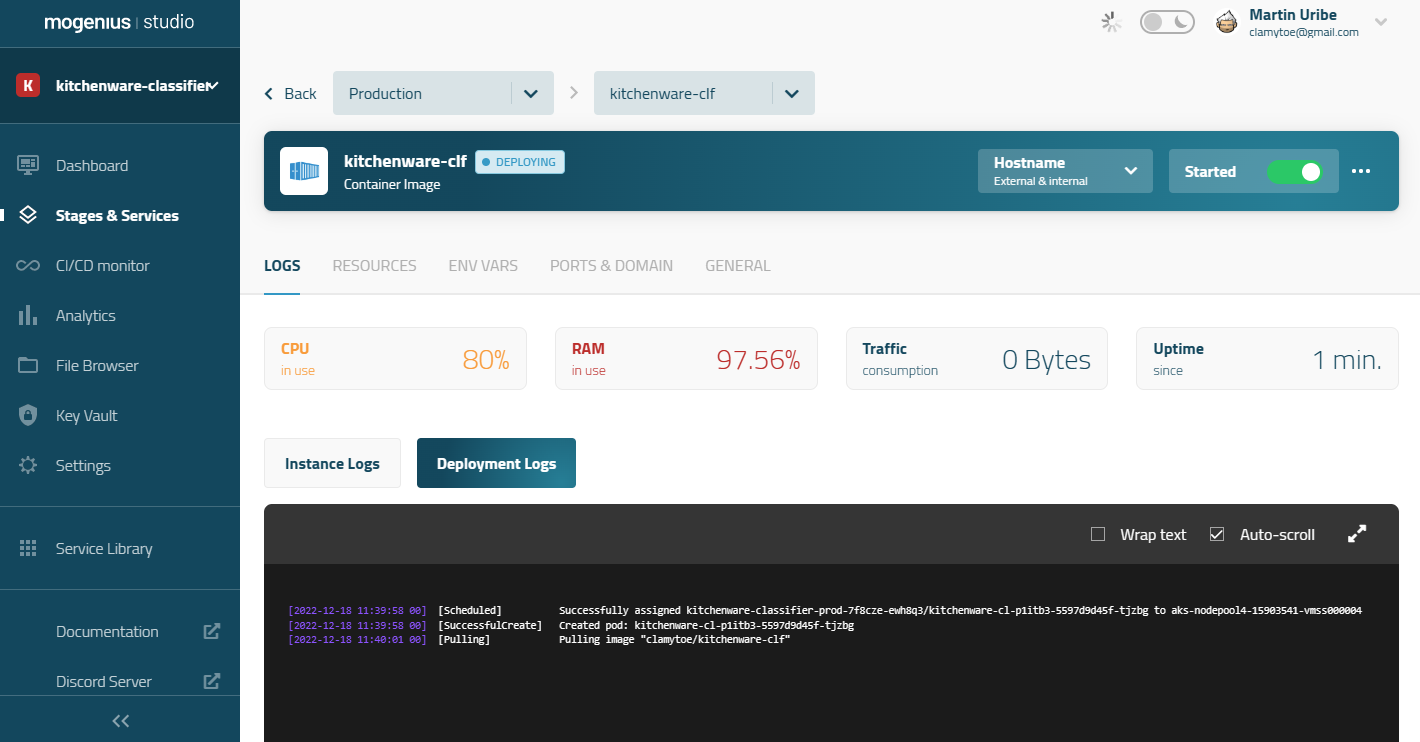 mogenius | studio
Martin Uribe
clamytoe@gmail.com
K kitchenware-classifier
Back Production kitchenware-clf
kitchenware-clf DEPLOYING
Container Image
Hostname
External & internal
Started
Dashboard
Stages & Services
CI/CD monitor
Analytics
File Browser
Key Vault
Settings
Service Library
Documentation
Discord Server
LOGS RESOURCES ENV VARS PORTS & DOMAIN GENERAL
CPU
in use
80%
RAM
in use
97.56%
Traffic
consumption
0 Bytes
Uptime
since
1 min.
Instance Logs Deployment Logs
Wrap text Auto-scroll
[2022-12-18 11:39:58 00] [Scheduled] Successfully assigned kitchenware-classifier-prod-7f8cze-ewh8q3/kitchenware-cl-p1itb3-5597d9d45f-tjzbg to aks-nodepool4-15903541-vmss000004
[2022-12-18 11:39:58 00] [SuccessfulCreate] Created pod: kitchenware-cl-p1itb3-5597d9d45f-tjzbg
[2022-12-18 11:40:01 00] [Pulling] Pulling image "clamytoe/kitchenware-clf"